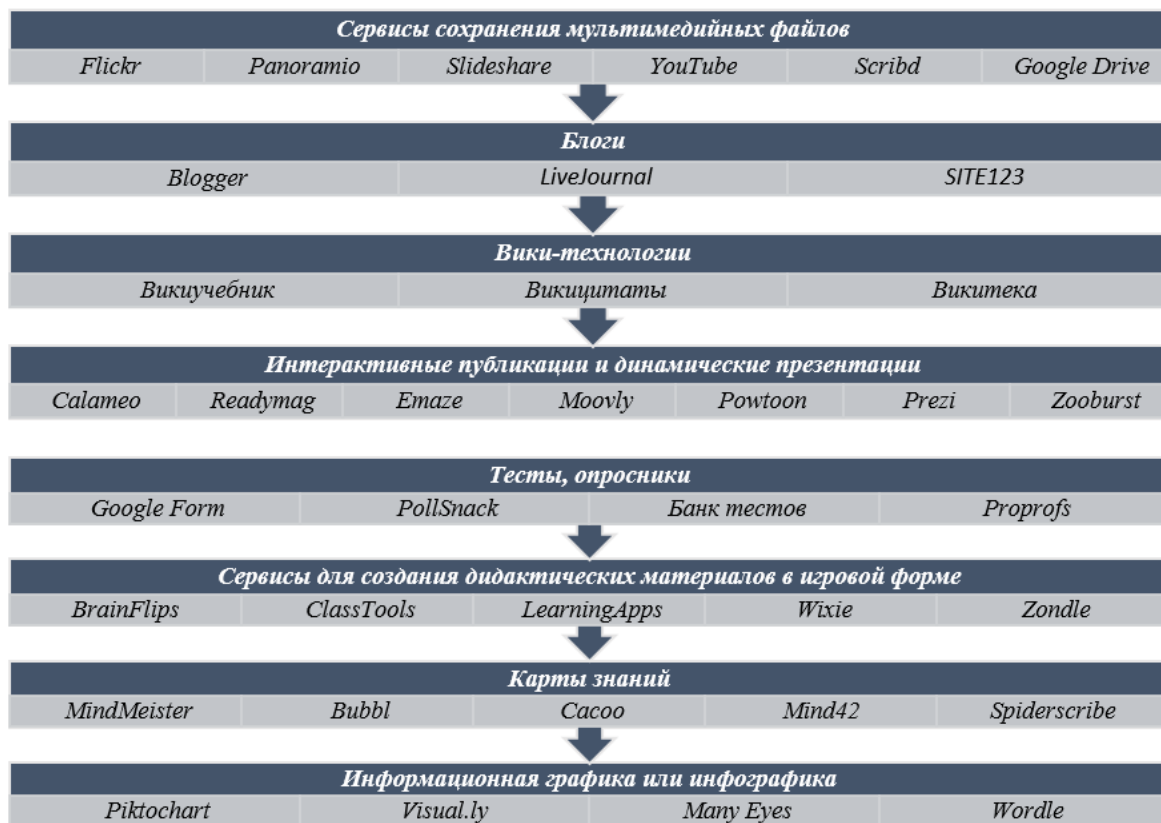 Сервисы сохранения мультимедийных файлов
Flickr Panoramio Slideshare YouTube Scribd Google Drive
Блоги
Blogger LiveJournal SITE123
Вики-технологии
Викиучебник Викицитаты Викитека
Интерактивные публикации и динамические презентации
Calameo Readymag Emaze Moovly Powtoon Prezi Zooburst
Тесты, опросники
Google Form PollSnack Банк тестов Proprofs
Сервисы для создания дидактических материалов в игровой форме
BrainFlips ClassTools LearningApps Wixie Zondle
Карты знаний
MindMeister Bubbl Cacoo Mind42 Spiderscribe
Информационная графика или инфографика
Piktochart Visual.ly Many Eyes Wordle